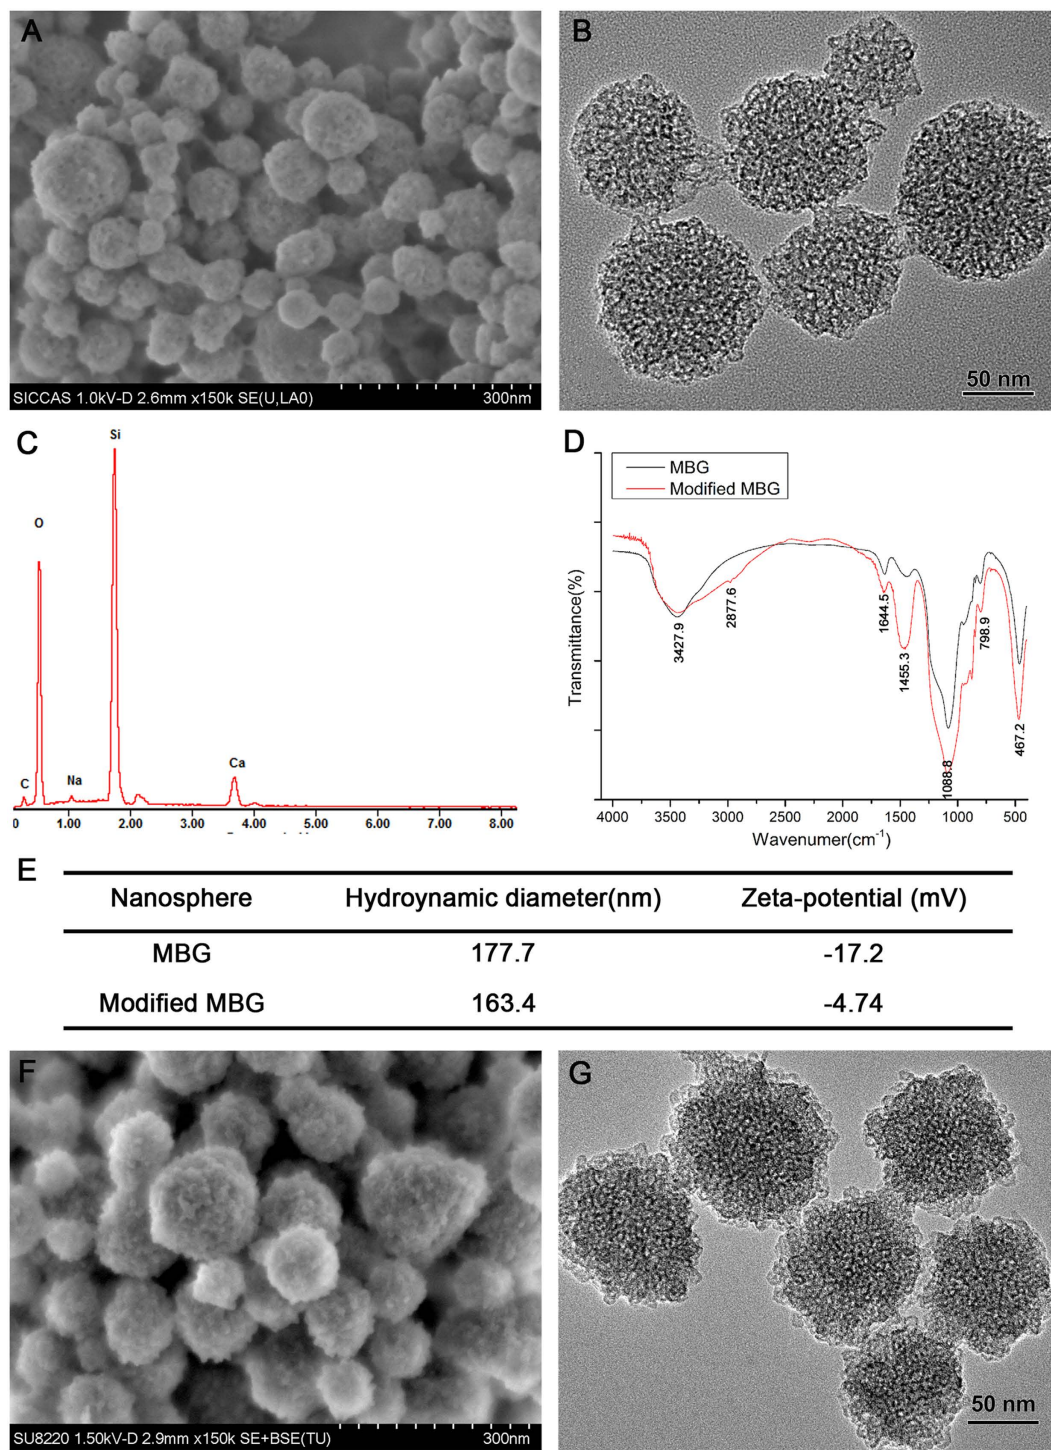 A
SICCAS 1.0kV-D 2.6mm x150k SE(U,LA0) 300nm
B
50 nm
C
Si
O
C
Na
Ca
0 1.00 2.00 3.00 4.00 5.00 6.00 7.00 8.00
D
MBG
Modified MBG
Transmittance(%)
3427.9
2877.6
1644.5
1455.3
1088.8
798.9
467.2
4000 3500 3000 2500 2000 1500 1000 500
Wavenumer(cm⁻¹)
E
Nanosphere Hydroynamic diameter(nm) Zeta-potential (mV)
MBG 177.7 -17.2
Modified MBG 163.4 -4.74
F
SU8220 1.50kV-D 2.9mm x150k SE+BSE(TU) 300nm
G
50 nm